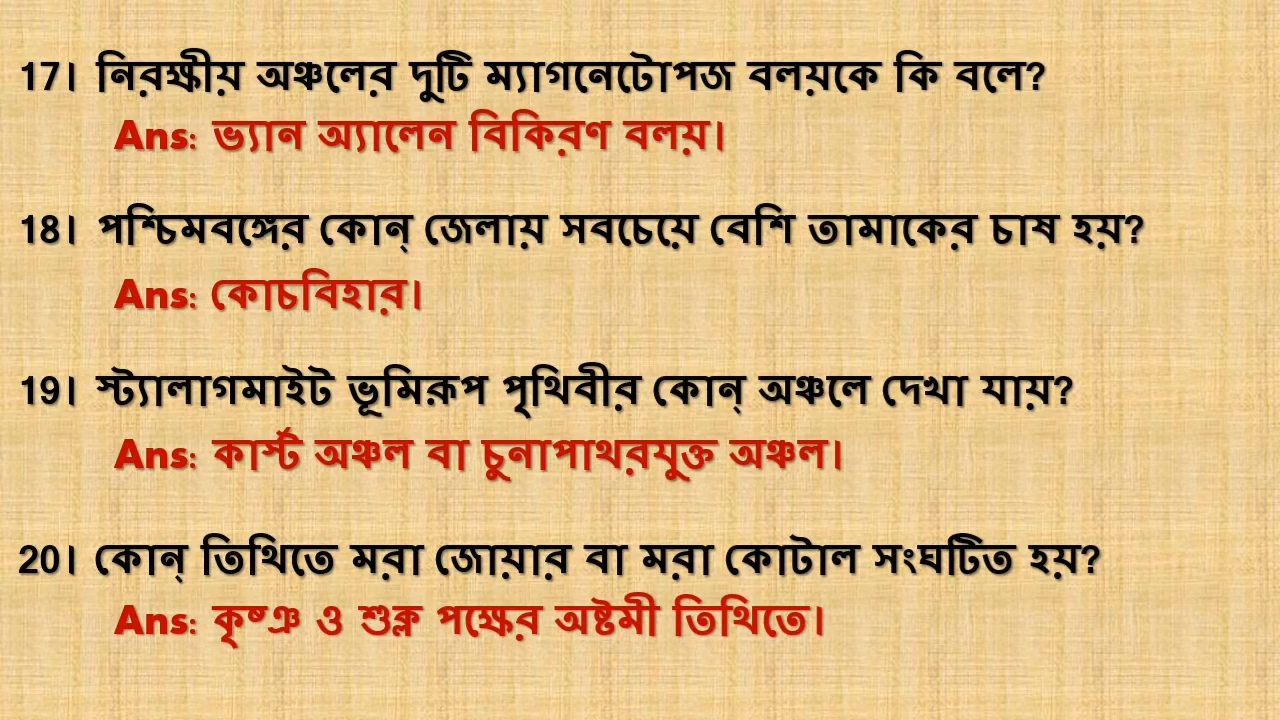 17। নিরক্ষীয় অঞ্চলের দুটি ম্যাগনেটোপজ বলয়কে কি বলে?
Ans: ভ্যান অ্যালেন বিকিরণ বলয়।
18। পশ্চিমবঙ্গের কোন্ জেলায় সবচেয়ে বেশি তামাকের চাষ হয়?
Ans: কোচবিহার।
19। স্ট্যালাগমাইট ভূমিরূপ পৃথিবীর কোন্ অঞ্চলে দেখা যায়?
Ans: কার্স্ট অঞ্চল বা চুনাপাথরযুক্ত অঞ্চল।
20। কোন্ তিথিতে মরা জোয়ার বা মরা কোটাল সংঘটিত হয়?
Ans: কৃষ্ঞ ও শুক্ল পক্ষের অষ্টমী তিথিতে।